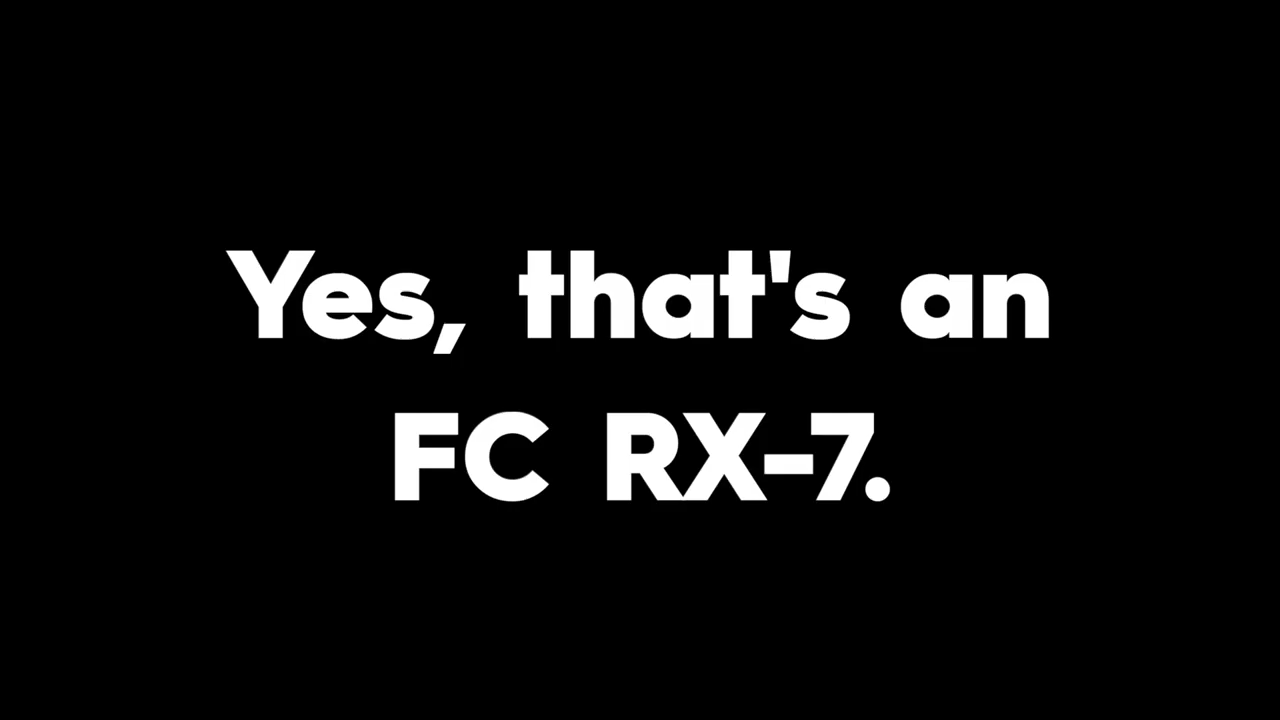 Yes, that's an
FC RX-7.